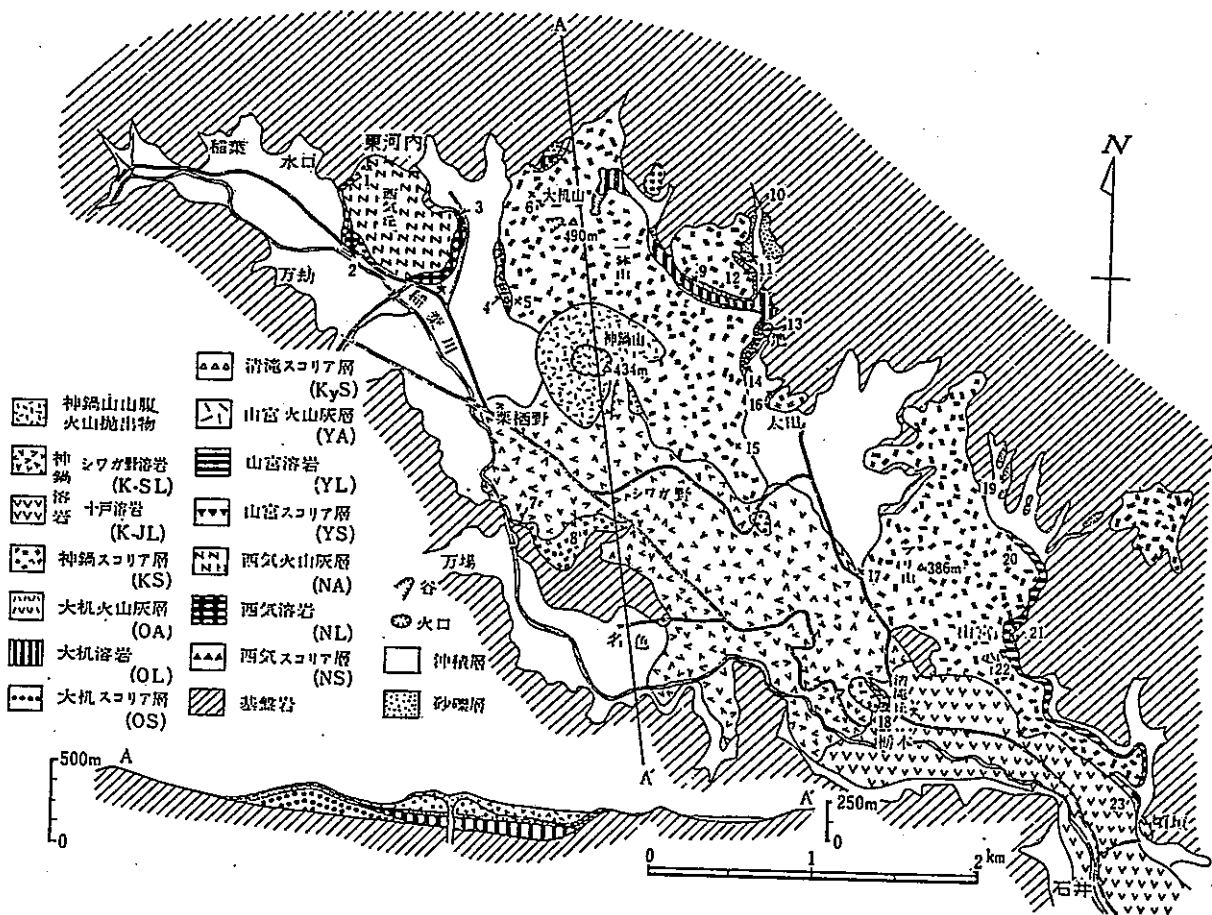 A
N
稲葉
水口
栗河内
1
西気
3
2
万劫
稲葉川
大机山
6
490m
一ツ山
10
9
12
11
4
5
神鍋山
434m
13
14
16
太田
15
栗栖野
シワガ野
7
8
万場
名色
17
386m
19
20
21
22
山宮
清滝
18
栃本
23
石井
A'
清滝スコリア層
(KyS)
神鍋山山腹
火山抛出物
山宮火山灰層
(YA)
神鍋溶岩
シワガ野溶岩
(K-SL)
山宮溶岩
(YL)
十戸溶岩
(K-JL)
山宮スコリア層
(YS)
神鍋スコリア層
(KS)
西気火山灰層
(NA)
谷
大机火山灰層
(OA)
西気溶岩
(NL)
火口
大机溶岩
(OL)
西気スコリア層
(NS)
沖積層
大机スコリア層
(OS)
基盤岩
砂礫層
500m
A
0
A'
250m
0
0
1
2
km